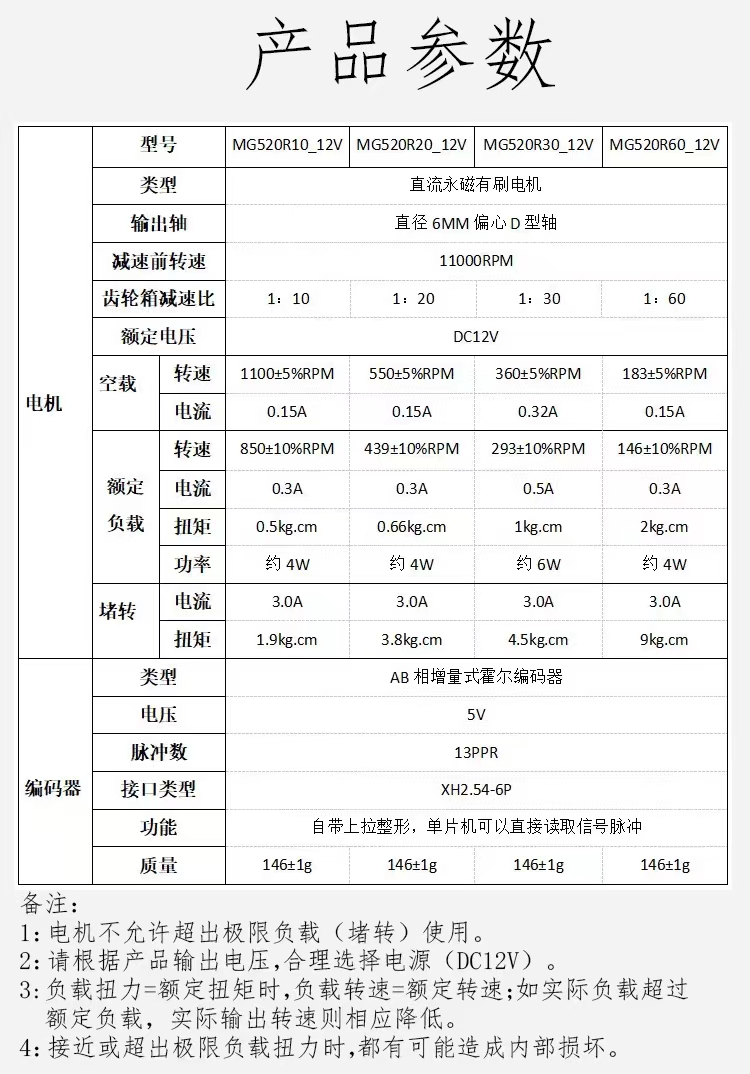 产品参数
电机
型号 MG520R10_12V MG520R20_12V MG520R30_12V MG520R60_12V
类型 直流永磁有刷电机
输出轴 直径6MM偏心D型轴
减速前转速 11000RPM
齿轮箱减速比 1：10 1：20 1：30 1：60
额定电压 DC12V
空载 转速 1100±5%RPM 550±5%RPM 360±5%RPM 183±5%RPM
电流 0.15A 0.15A 0.32A 0.15A
额定负载 转速 850±10%RPM 439±10%RPM 293±10%RPM 146±10%RPM
电流 0.3A 0.3A 0.5A 0.3A
扭矩 0.5kg.cm 0.66kg.cm 1kg.cm 2kg.cm
功率 约4W 约4W 约6W 约4W
堵转 电流 3.0A 3.0A 3.0A 3.0A
扭矩 1.9kg.cm 3.8kg.cm 4.5kg.cm 9kg.cm
编码器
类型 AB相增量式霍尔编码器
电压 5V
脉冲数 13PPR
接口类型 XH2.54-6P
功能 自带上拉整形，单片机可以直接读取信号脉冲
质量 146±1g 146±1g 146±1g 146±1g
备注：
1：电机不允许超出极限负载（堵转）使用。
2：请根据产品输出电压，合理选择电源（DC12V）。
3：负载扭力=额定扭矩时，负载转速=额定转速；如实际负载超过
额定负载，实际输出转速则相应降低。
4：接近或超出极限负载扭力时，都有可能造成内部损坏。